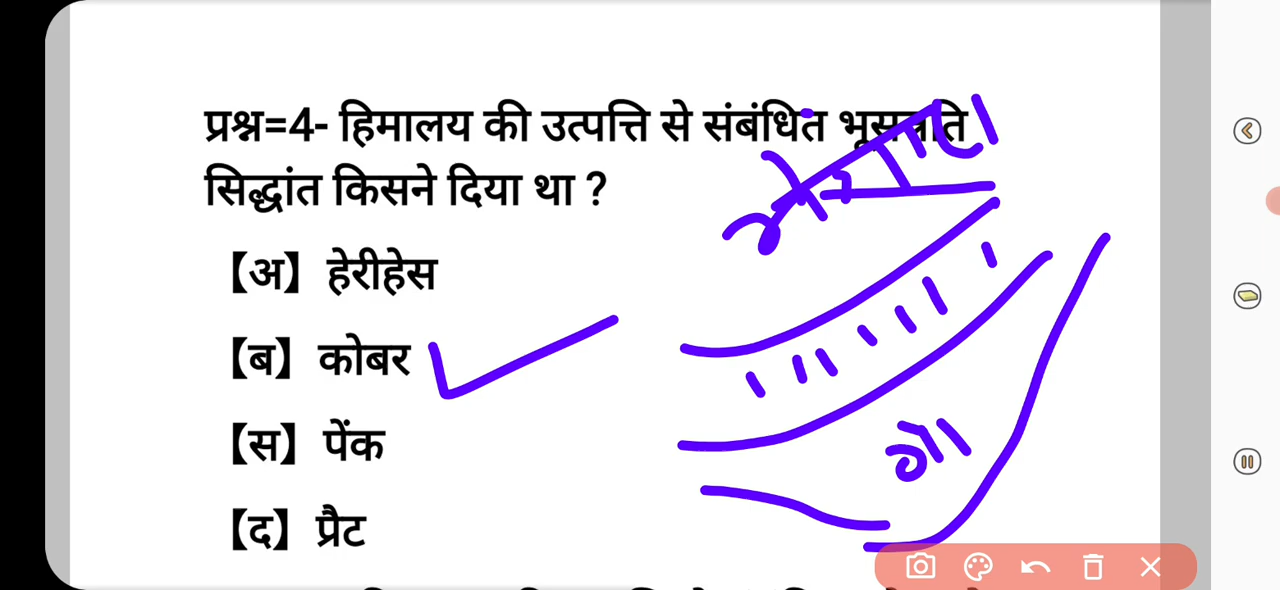 प्रश्न=4- हिमालय की उत्पत्ति से संबंधित भूसन्नति
सिद्धांत किसने दिया था ?
【अ】 हेरीहेस
【ब】 कोबर
【स】 पेंक
【द】 प्रैट